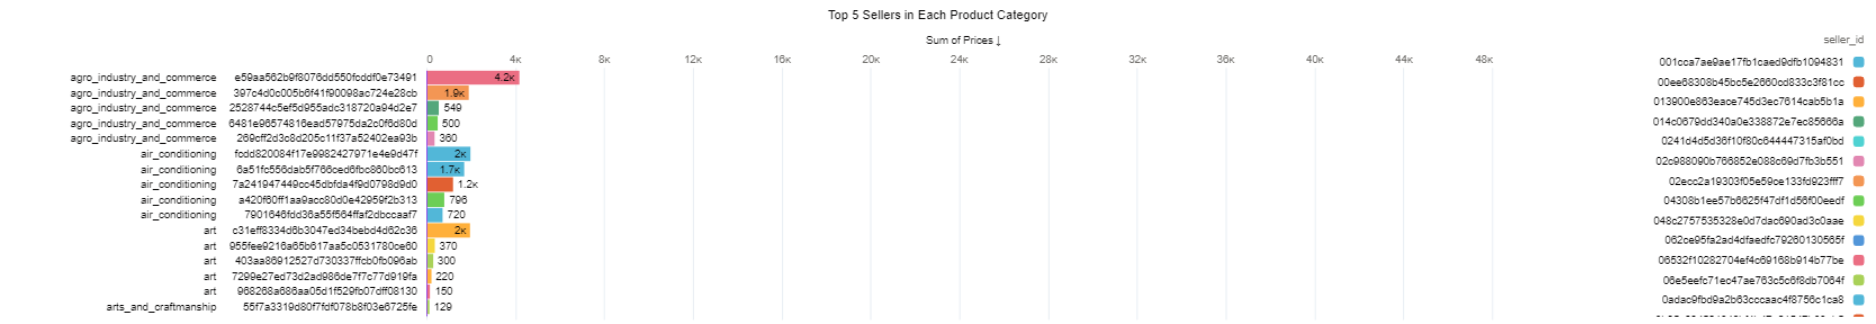 Top 5 Sellers in Each Product Category
Sum of Prices ↓
seller_id
0 4K 8K 12K 16K 20K 24K 28K 32K 36K 40K 44K 48K
agro_industry_and_commerce e59aa562b9f8076dd550fcddf0e73491 4.2K
agro_industry_and_commerce 397c4d0c005b6f41f90098ac724e28cb 1.9K
agro_industry_and_commerce 2528744c5ef5d955adc318720a94d2e7 549
agro_industry_and_commerce 6481e96574816ead57975da2c0f6d80d 500
agro_industry_and_commerce 269cff2d3c8d205c11f37a52402ea93b 360
air_conditioning fcdd820084f17e9982427971e4e9d47f 2K
air_conditioning 6a51fc556dab5f766ced6fbc860bc613 1.7K
air_conditioning 7a241947449cc45dbfda4f9d0798d9d0 1.2K
air_conditioning a420f60ff1aa9acc80d0e42959f2b313 796
air_conditioning 7901646fdd36a55f564ffaf2dbccaaf7 720
art c31eff8334d6b3047ed34bebd4d62c36 2K
art 955fee9216a65b617aa5c0531780ce60 370
art 403aa86912527d730337ffcb0fb096ab 300
art 7299e27ed73d2ad986de7f7c77d919fa 220
art 968268a686aa05d1f529fb07dff08130 150
arts_and_craftmanship 55f7a3319d80f7fdf078b8f03e6725fe 129
001cca7ae9ae17fb1caed9dfb1094831
00ee68308b45bc5e2660cd833c3f81cc
013900e863eace745d3ec7614cab5b1a
014c0679dd340a0e338872e7ec85666a
0241d4d5d36f10f80c644447315af0bd
02c988090b766852e088c69d7fb3b551
02ecc2a19303f05e59ce133fd923fff7
04308b1ee57b6625f47df1d56f00eedf
048c2757535328e0d7dac690ad3c0aae
062ce95fa2ad4dfaedfc79260130565f
06532f10282704ef4c69168b914b77be
06e5eefc71ec47ae763c5c6f8db7064f
0adac9fbd9a2b63cccaac4f8756c1ca8